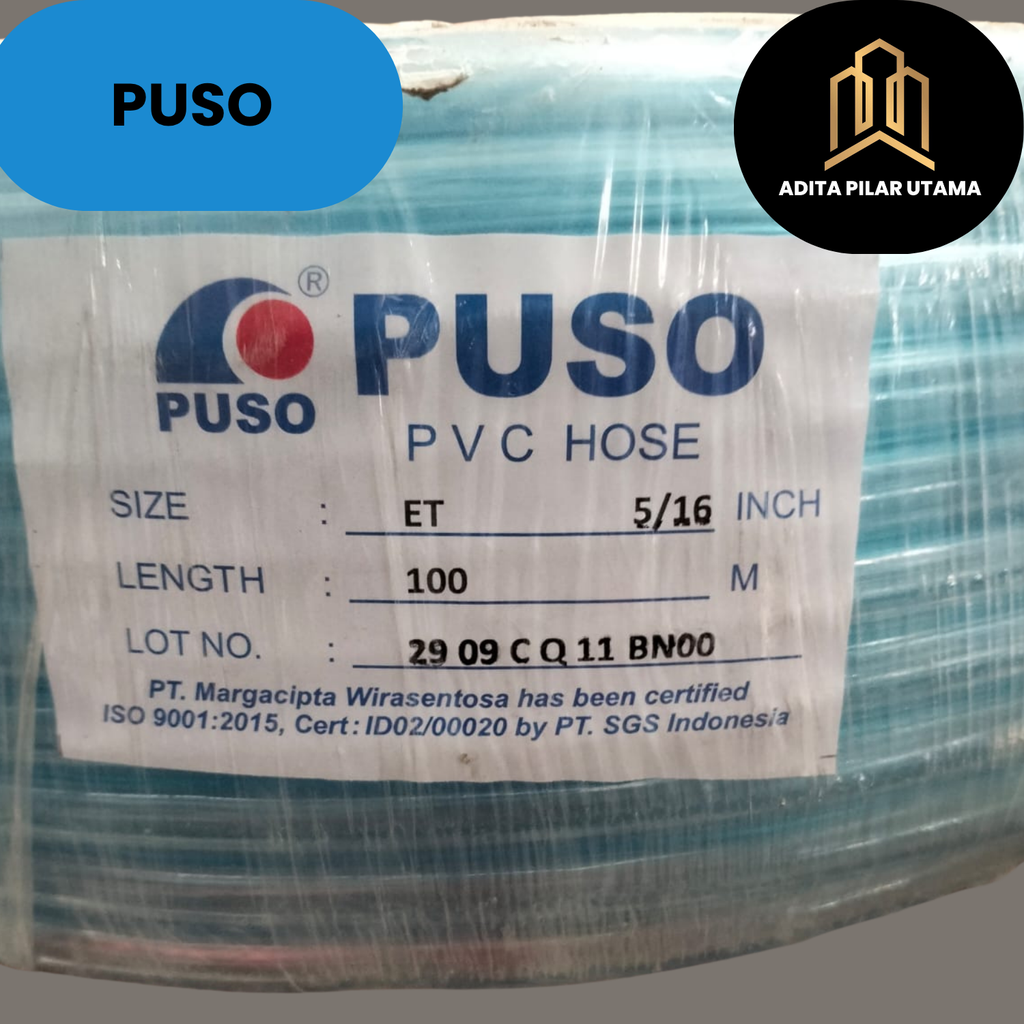 PUSO
ADITA PILAR UTAMA
®
PUSO
PUSO
PVC HOSE
SIZE : ET 5/16 INCH
LENGTH : 100 M
LOT NO. : 29 09 C Q 11 BN00
PT. Margacipta Wirasentosa has been certified
ISO 9001:2015, Cert: ID02/00020 by PT. SGS Indonesia